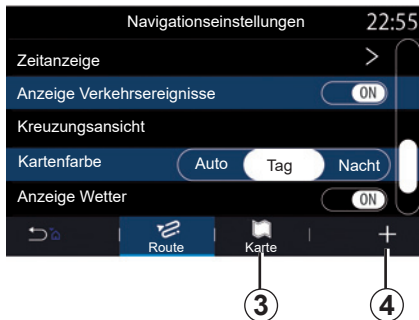 Navigationseinstellungen 22:55
Zeitanzeige
Anzeige Verkehrsereignisse ON
Kreuzungsansicht
Kartenfarbe Auto Tag Nacht
Anzeige Wetter ON
Route Karte
3 4